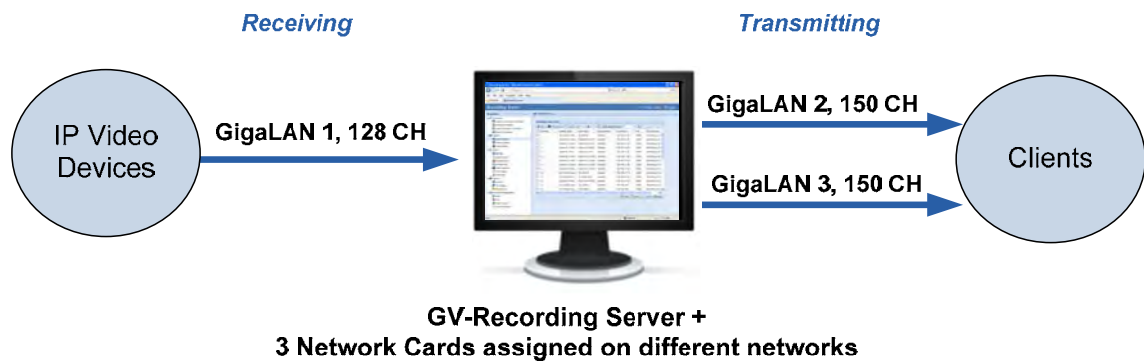 Receiving
Transmitting
IP Video
Devices
GigaLAN 1, 128 CH
GigaLAN 2, 150 CH
GigaLAN 3, 150 CH
Clients
GV-Recording Server +
3 Network Cards assigned on different networks